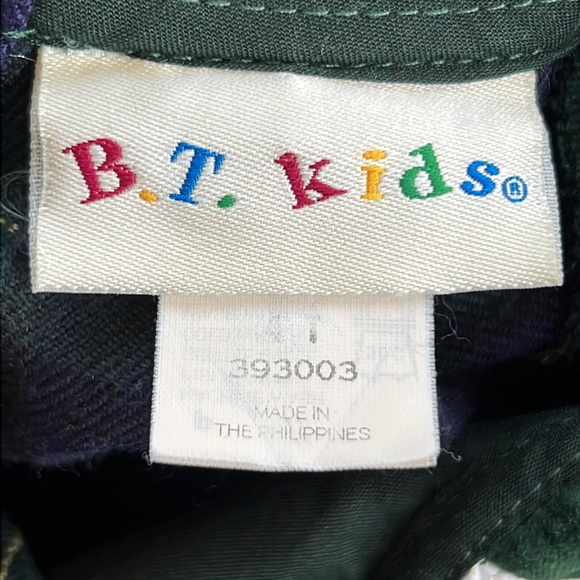 B.T. kids®
393003
MADE IN
THE PHILIPPINES